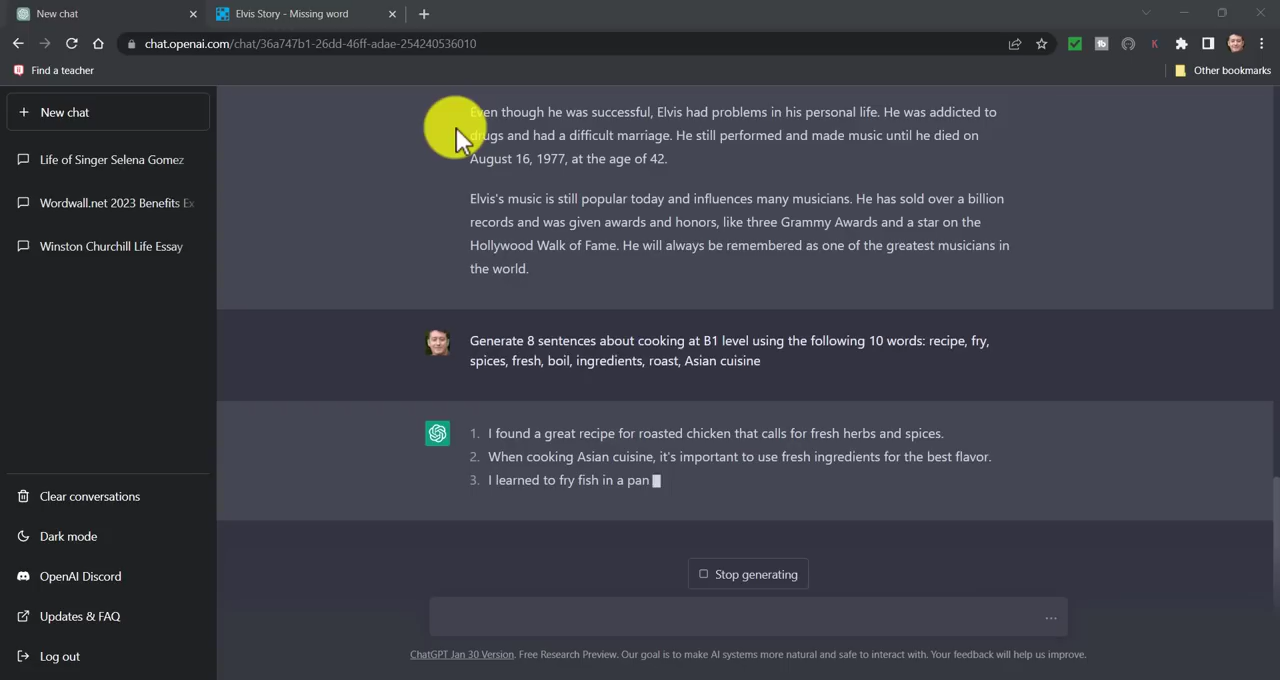 New chat
Elvis Story - Missing word
chat.openai.com/chat/36a747b1-26dd-46ff-adae-254240536010
Find a teacher
Other bookmarks
New chat
Life of Singer Selena Gomez
Wordwall.net 2023 Benefits Ex
Winston Churchill Life Essay
Clear conversations
Dark mode
OpenAI Discord
Updates & FAQ
Log out
Even though he was successful, Elvis had problems in his personal life. He was addicted to
drugs and had a difficult marriage. He still performed and made music until he died on
August 16, 1977, at the age of 42.
Elvis's music is still popular today and influences many musicians. He has sold over a billion
records and was given awards and honors, like three Grammy Awards and a star on the
Hollywood Walk of Fame. He will always be remembered as one of the greatest musicians in
the world.
Generate 8 sentences about cooking at B1 level using the following 10 words: recipe, fry,
spices, fresh, boil, ingredients, roast, Asian cuisine
1. I found a great recipe for roasted chicken that calls for fresh herbs and spices.
2. When cooking Asian cuisine, it's important to use fresh ingredients for the best flavor.
3. I learned to fry fish in a pan
Stop generating
ChatGPT Jan 30 Version. Free Research Preview. Our goal is to make AI systems more natural and safe to interact with. Your feedback will help us improve.